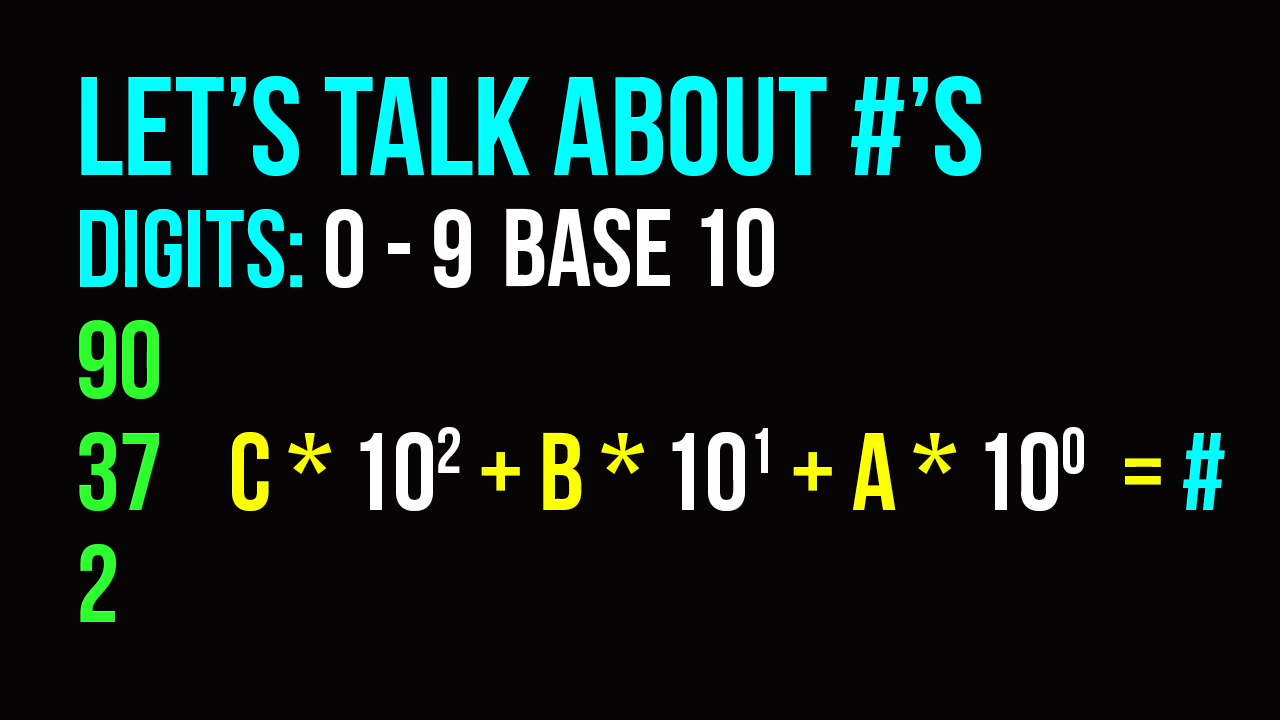 LET’S TALK ABOUT #’S
DIGITS: 0 - 9 BASE 10
90
37 C * 10² + B * 10¹ + A * 10⁰ = #
2